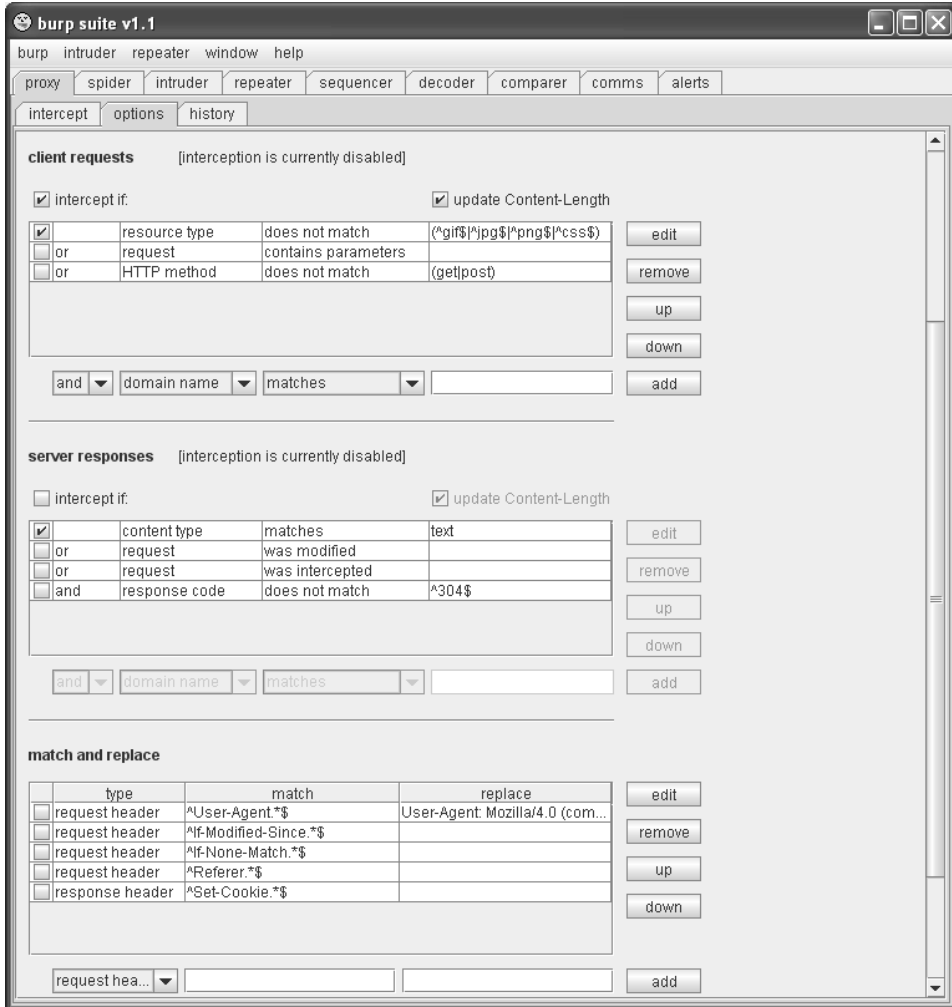 burp suite v1.1
burp intruder repeater window help
proxy spider intruder repeater sequencer decoder comparer comms alerts
intercept options history
client requests [interception is currently disabled]
intercept if: update Content-Length
resource type does not match (^gif$|^jpg$|^png$|^css$) edit
or request contains parameters
or HTTP method does not match (get|post) remove
up
down
and domain name matches add
server responses [interception is currently disabled]
intercept if: update Content-Length
content type matches text edit
or request was modified
or request was intercepted remove
and response code does not match ^304$
up
down
and domain name matches add
match and replace
type match replace edit
request header ^User-Agent.*$ User-Agent: Mozilla/4.0 (com...
request header ^If-Modified-Since.*$ remove
request header ^If-None-Match.*$
request header ^Referer.*$ up
response header ^Set-Cookie.*$
down
request hea... add